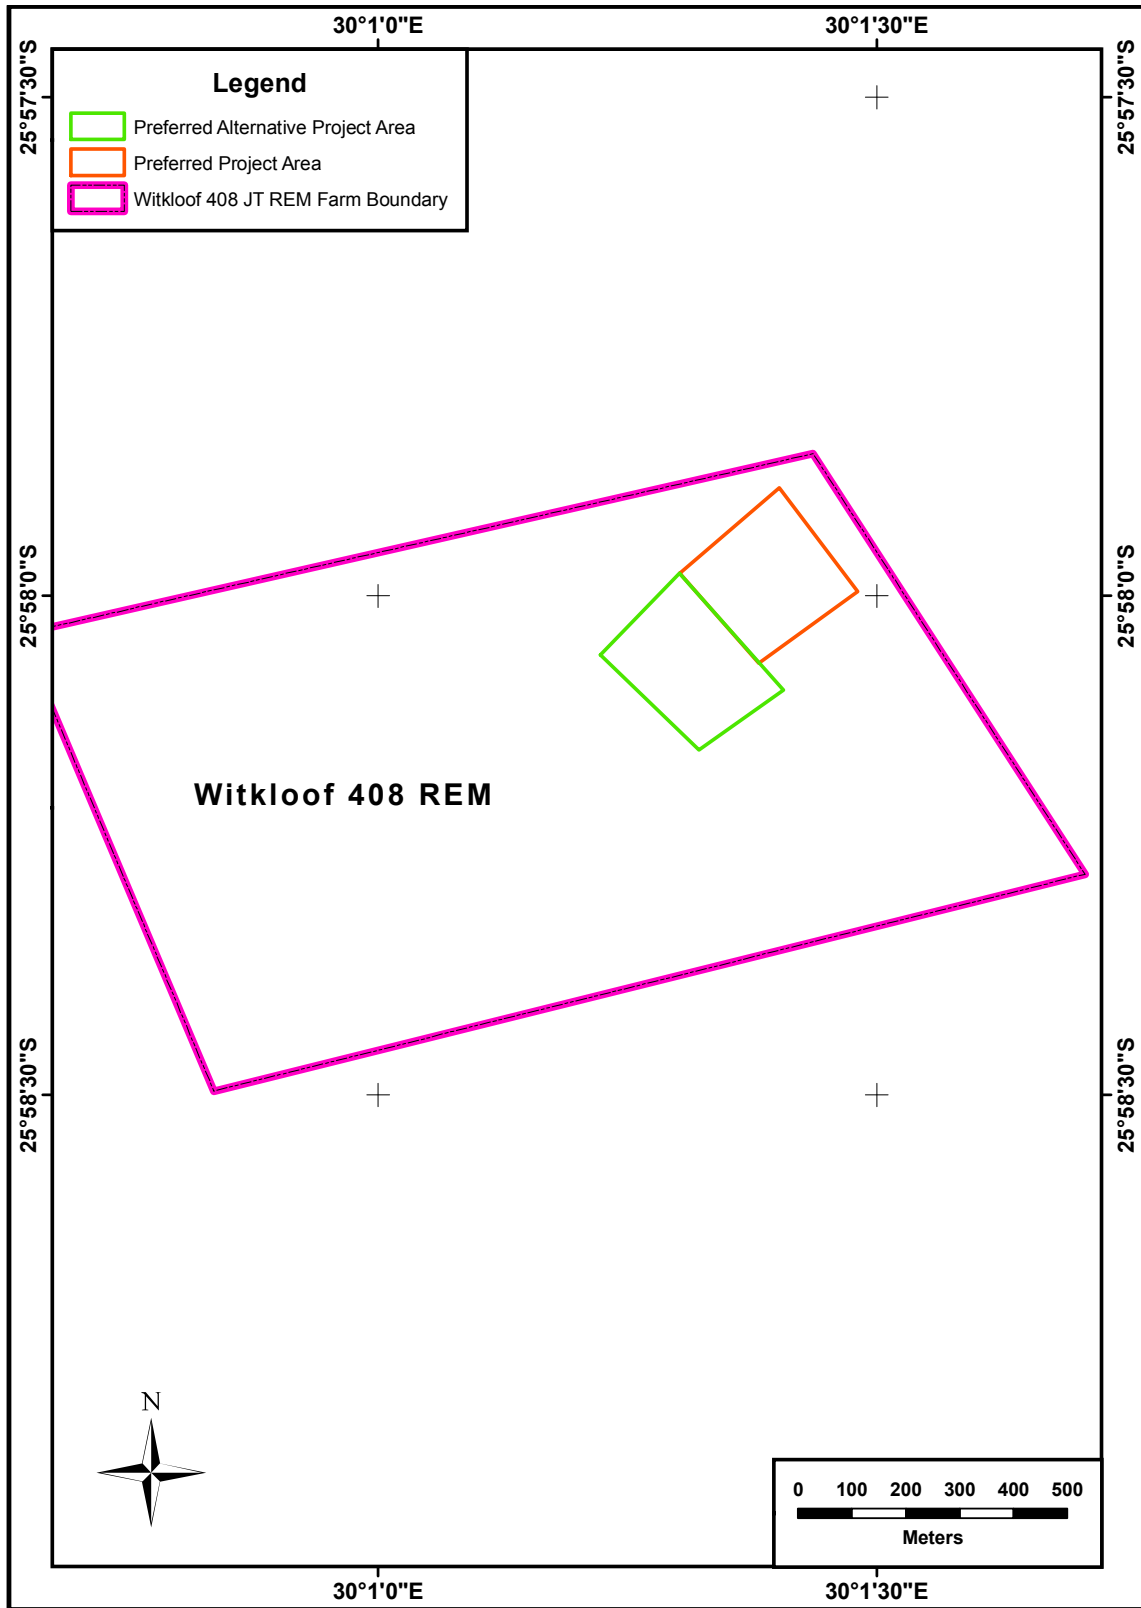 30°1'0"E 30°1'30"E
25°57'30"S 25°57'30"S
Legend
Preferred Alternative Project Area
Preferred Project Area
Witkloof 408 JT REM Farm Boundary
25°58'0"S 25°58'0"S
Witkloof 408 REM
25°58'30"S 25°58'30"S
N
0 100 200 300 400 500
Meters
30°1'0"E 30°1'30"E